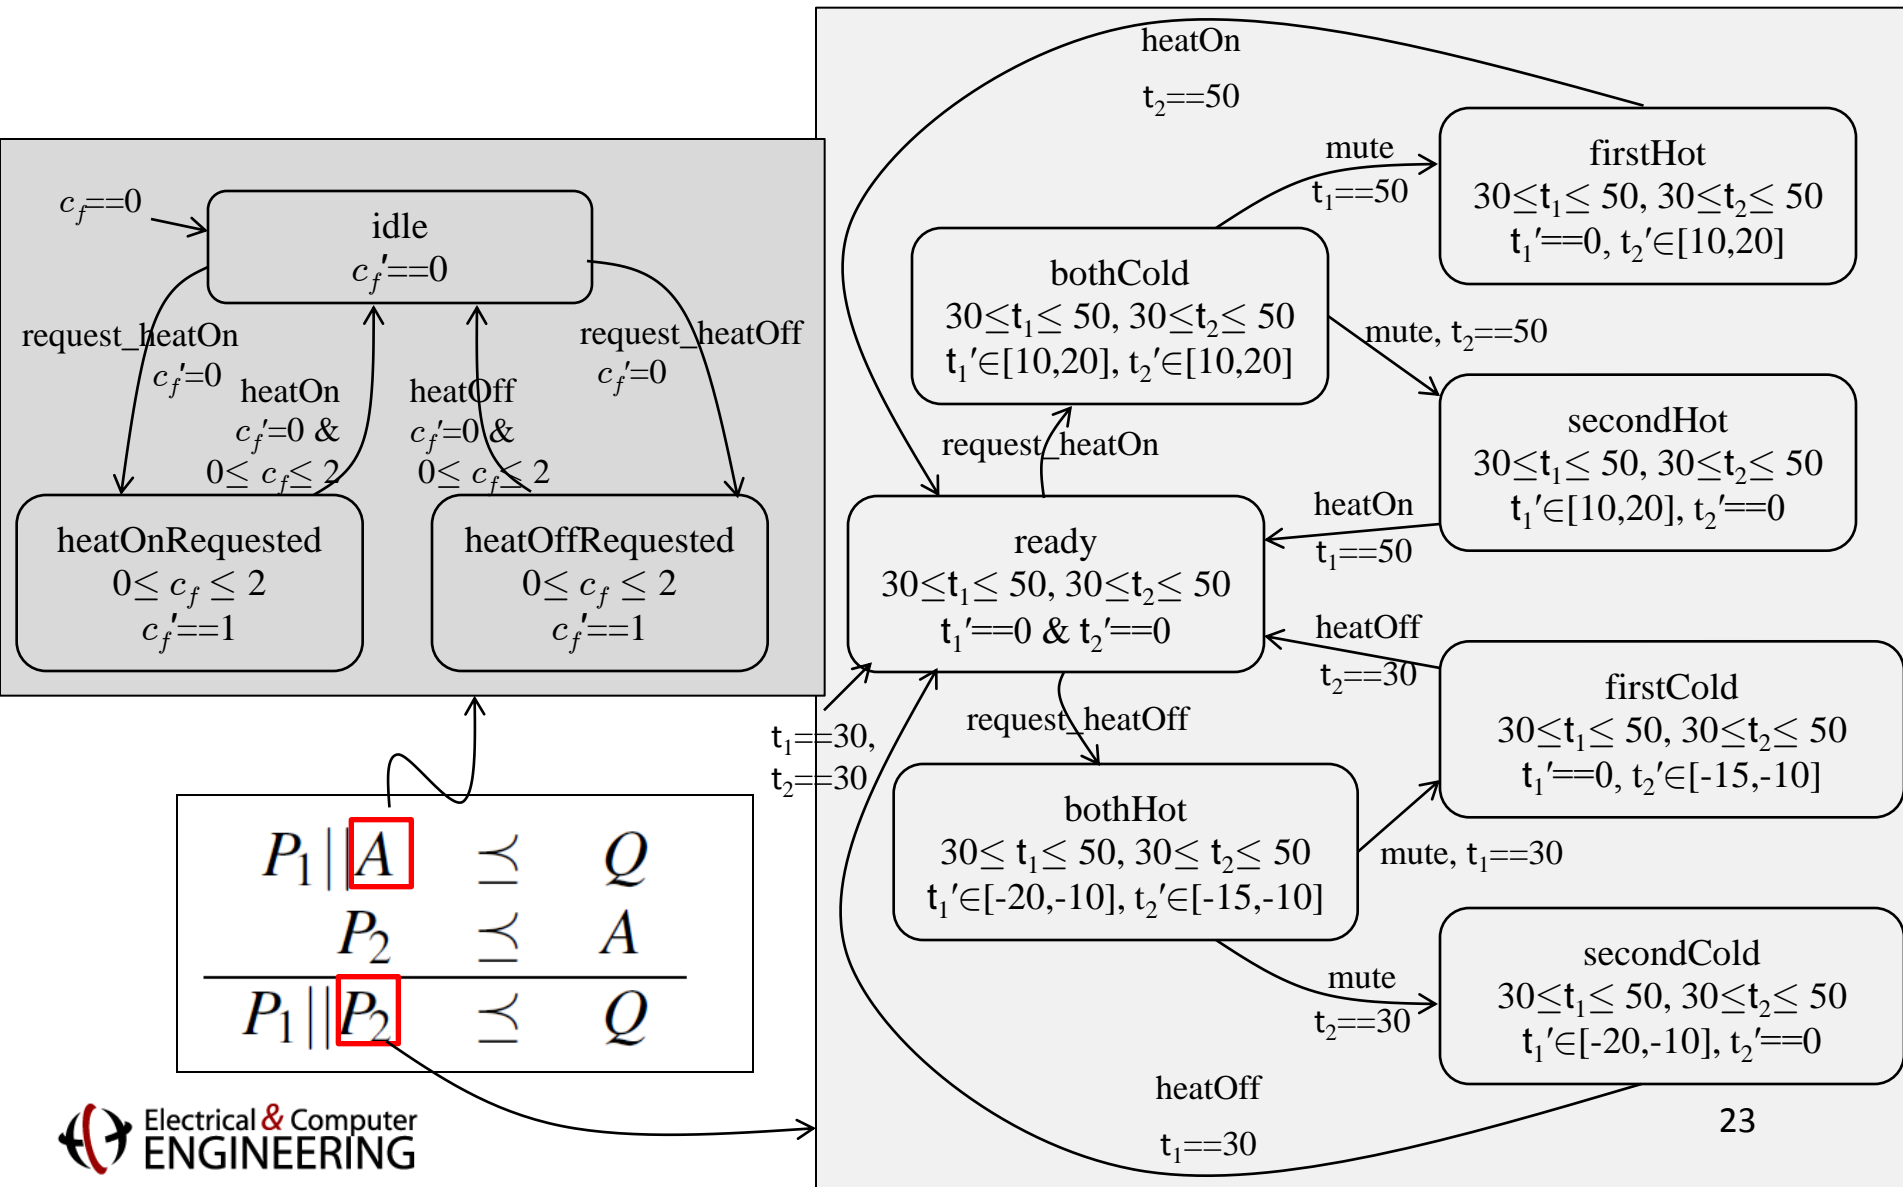 heatOn
t₂==50
mute
t₁==50
firstHot
30≤t₁≤ 50, 30≤t₂≤ 50
t₁′==0, t₂′∈[10,20]
c_f==0
idle
c_f′==0
bothCold
30≤t₁≤ 50, 30≤t₂≤ 50
t₁′∈[10,20], t₂′∈[10,20]
mute, t₂==50
request_heatOn
c_f′=0
request_heatOff
c_f′=0
heatOn
c_f′=0 &
0≤ c_f≤ 2
heatOff
c_f′=0 &
0≤ c_f≤ 2
secondHot
30≤t₁≤ 50, 30≤t₂≤ 50
t₁′∈[10,20], t₂′==0
request_heatOn
heatOn
t₁==50
heatOnRequested
0≤ c_f ≤ 2
c_f′==1
heatOffRequested
0≤ c_f ≤ 2
c_f′==1
ready
30≤t₁≤ 50, 30≤t₂≤ 50
t₁′==0 & t₂′==0
heatOff
t₂==30
firstCold
30≤t₁≤ 50, 30≤t₂≤ 50
t₁′==0, t₂′∈[-15,-10]
t₁==30,
t₂==30
request_heatOff
bothHot
30≤ t₁≤ 50, 30≤ t₂≤ 50
t₁′∈[-20,-10], t₂′∈[-15,-10]
mute, t₁==30
P₁||A ⪯ Q
P₂ ⪯ A
P₁||P₂ ⪯ Q
mute
t₂==30
secondCold
30≤t₁≤ 50, 30≤t₂≤ 50
t₁′∈[-20,-10], t₂′==0
heatOff
t₁==30
Electrical & Computer
ENGINEERING
23